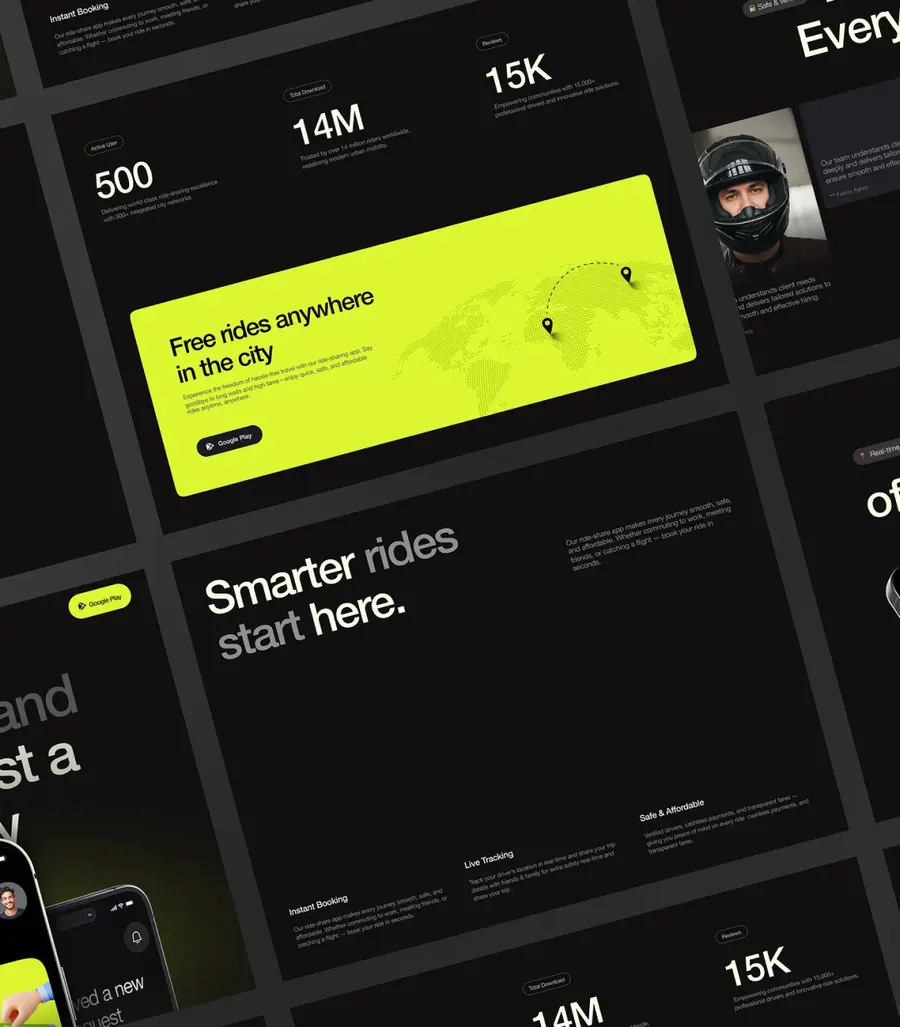 Instant Booking
Our ride-share app makes every journey smooth, safe, and
affordable. Whether commuting to work, meeting friends, or
catching a flight — book your ride in seconds.
share your
Active User
500
Delivering world-class ride-sharing excellence
with 500+ integrated city networks.
Total Download
14M
Trusted by over 14 million riders worldwide,
redefining modern urban mobility.
Reviews
15K
Empowering communities with 15,000+
professional drivers and innovative ride solutions.
Free rides anywhere
in the city
Experience the freedom of hassle-free travel with our ride-sharing app. Say
goodbye to long waits and high fares—enjoy quick, safe, and affordable
rides anytime, anywhere.
Google Play
Safe &
Every
Our team understands
deeply and delivers
ensure smooth and
understands client needs
d delivers tailored solutions to
mooth and effective hiring.
Google Play
and
st a
y
ved a new
quest
Smarter rides
start here.
Our ride-share app makes every journey smooth, safe,
and affordable. Whether commuting to work, meeting
friends, or catching a flight — book your ride in
seconds.
Instant Booking
Our ride-share app makes every journey smooth, safe, and
affordable. Whether commuting to work, meeting friends, or
catching a flight — book your ride in seconds.
Live Tracking
Track your driver's location in real-time and share your trip
details with friends & family for extra safety real-time and
share your trip .
Safe & Affordable
Verified drivers, cashless payments, and transparent fares —
giving you peace of mind on every ride cashless payments, and
transparent fares.
Real-time
of
Total Download
14M
Reviews
15K
Empowering communities with 15,000+
professional drivers and innovative ride solutions.